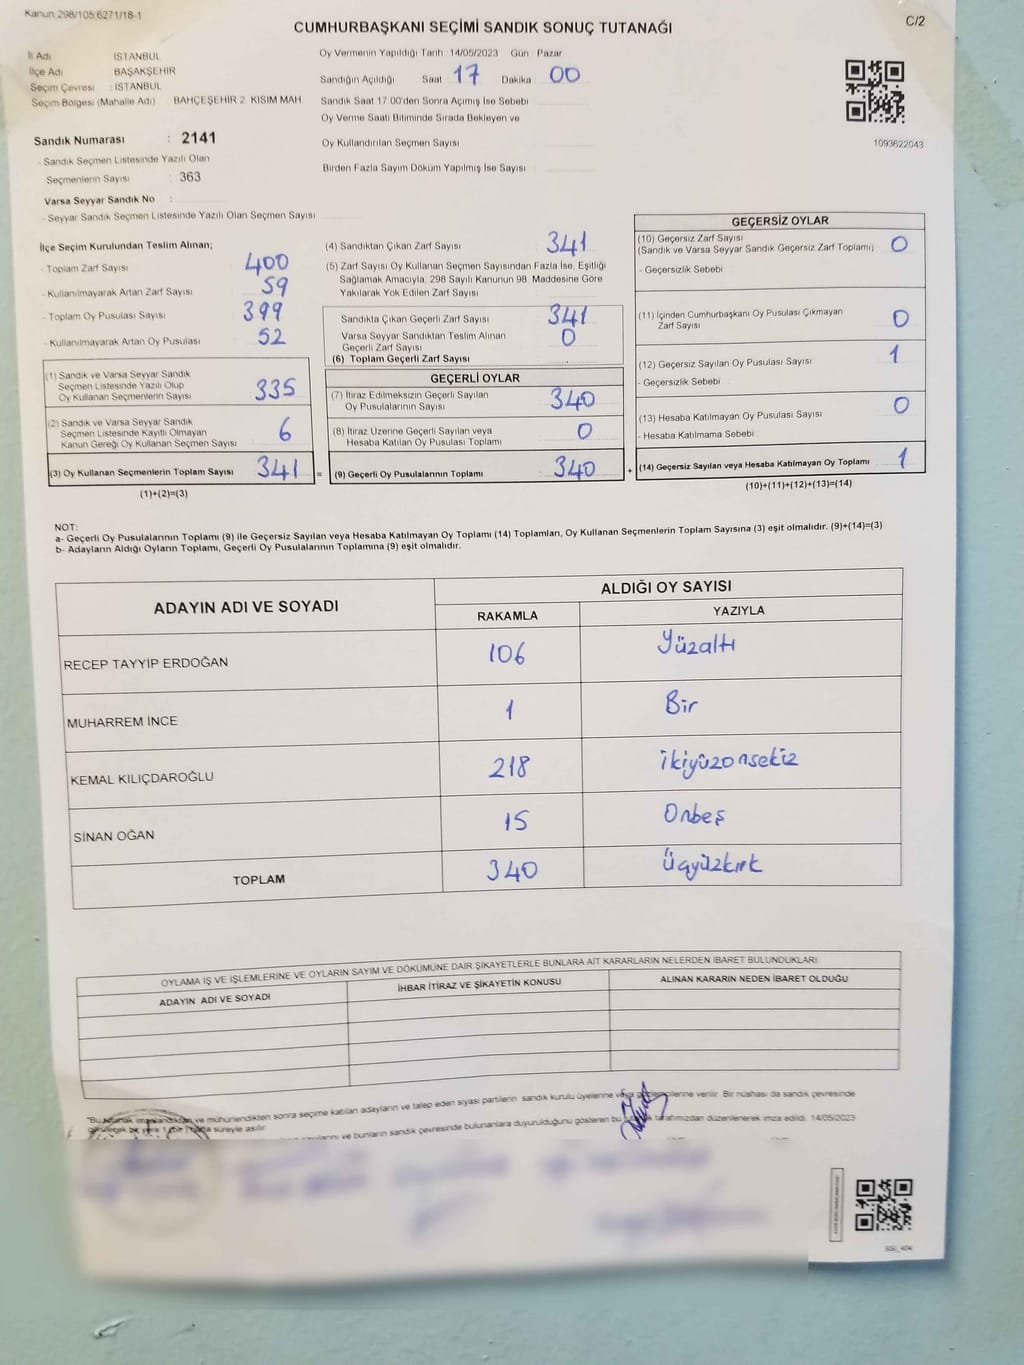 Kanun 298/105;6271/18-1
C/2
CUMHURBAŞKANI SEÇİMİ SANDIK SONUÇ TUTANAĞI
İl Adı İSTANBUL
İlçe Adı BAŞAKŞEHİR
Seçim Çevresi : İSTANBUL
Seçim Bölgesi (Mahalle Adı) BAHÇEŞEHİR 2. KISIM MAH
Oy Vermenin Yapıldığı Tarih 14/05/2023 Gün Pazar
Sandığın Açıldığı Saat 17 Dakika 00
Sandık Saat 17:00'den Sonra Açımış İse Sebebi
Oy Verme Saati Bitiminde Sırada Bekleyen ve
Oy Kullandırılan Seçmen Sayısı
Birden Fazla Sayım Döküm Yapılmış İse Sayısı
1093622043
Sandık Numarası : 2141
- Sandık Seçmen Listesinde Yazılı Olan
Seçmenlerin Sayısı : 363
Varsa Seyyar Sandık No :
- Seyyar Sandık Seçmen Listesinde Yazılı Olan Seçmen Sayısı
İlçe Seçim Kurulundan Teslim Alınan;
- Toplam Zarf Sayısı 400
- Kullanılmayarak Artan Zarf Sayısı 59
- Toplam Oy Pusulası Sayısı 399
- Kullanılmayarak Artan Oy Pusulası 52
(1) Sandık ve Varsa Seyyar Sandık
Seçmen Listesinde Yazılı Olup
Oy Kullanan Seçmenlerin Sayısı 335
(2) Sandık ve Varsa Seyyar Sandık
Seçmen Listesinde Kayıtlı Olmayan
Kanun Gereği Oy Kullanan Seçmen Sayısı 6
(3) Oy Kullanan Seçmenlerin Toplam Sayısı 341 =
(1)+(2)=(3)
(4) Sandıktan Çıkan Zarf Sayısı 341
(5) Zarf Sayısı Oy Kullanan Seçmen Sayısından Fazla İse, Eşitliği
Sağlamak Amacıyla, 298 Sayılı Kanunun 98. Maddesine Göre
Yakılarak Yok Edilen Zarf Sayısı
Sandıkta Çıkan Geçerli Zarf Sayısı 341
Varsa Seyyar Sandıktan Teslim Alınan
Geçerli Zarf Sayısı 0
(6) Toplam Geçerli Zarf Sayısı
GEÇERLİ OYLAR
(7) İtiraz Edilmeksizin Geçerli Sayılan
Oy Pusulalarının Sayısı 340
(8) İtiraz Üzerine Geçerli Sayılan veya
Hesaba Katılan Oy Pusulası Toplamı 0
(9) Geçerli Oy Pusulalarının Toplamı 340 +
GEÇERSİZ OYLAR
(10) Geçersiz Zarf Sayısı
(Sandık ve Varsa Seyyar Sandık Geçersiz Zarf Toplamı) 0
- Geçersizlik Sebebi
(11) İçinden Cumhurbaşkanı Oy Pusulası Çıkmayan
Zarf Sayısı 0
(12) Geçersiz Sayılan Oy Pusulası Sayısı 1
- Geçersizlik Sebebi
(13) Hesaba Katılmayan Oy Pusulası Sayısı 0
- Hesaba Katılmama Sebebi
(14) Geçersiz Sayılan veya Hesaba Katılmayan Oy Toplamı 1
(10)+(11)+(12)+(13)=(14)
NOT:
a- Geçerli Oy Pusulalarının Toplamı (9) ile Geçersiz Sayılan veya Hesaba Katılmayan Oy Toplamı (14) Toplamları, Oy Kullanan Seçmenlerin Toplam Sayısına (3) eşit olmalıdır. (9)+(14)=(3)
b- Adayların Aldığı Oyların Toplamı, Geçerli Oy Pusulalarının Toplamına (9) eşit olmalıdır.
ADAYIN ADI VE SOYADI ALDIĞI OY SAYISI
RAKAMLA YAZIYLA
RECEP TAYYİP ERDOĞAN 106 Yüzaltı
MUHARREM İNCE 1 Bir
KEMAL KILIÇDAROĞLU 218 ikiyüzonsekiz
SİNAN OĞAN 15 Onbeş
TOPLAM 340 Üçyüzkırk
OYLAMA İŞ VE İŞLEMLERİNE VE OYLARIN SAYIM VE DÖKÜMÜNE DAİR ŞİKAYETLERLE BUNLARA AİT KARARLARIN NELERDEN İBARET BULUNDUKLARI
ADAYIN ADI VE SOYADI İHBAR İTİRAZ VE ŞİKAYETİN KONUSU ALINAN KARARIN NEDEN İBARET OLDUĞU
mühürlendikten sonra seçime katılan adayların ve talep eden siyasi partilerin sandık kurulu üyelerine veya verilir. Bir nüshası da sandık çevresinde
süreyle asılır.
ve bunların sandık çevresinde bulunanlara duyurulduğunu gösteren bu tarafımızdan düzenlenerek imza edildi. 14/05/2023